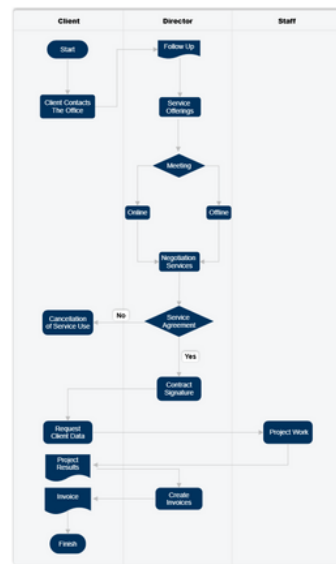 Client
Director
Staff
Start
Follow Up
Client Contacts
The Office
Service
Offerings
Meeting
Online
Offline
Negotiation
Services
Cancellation
of Service Use
No
Service
Agreement
Yes
Contract
Signature
Request
Client Data
Project Work
Project
Results
Invoice
Create
Invoices
Finish